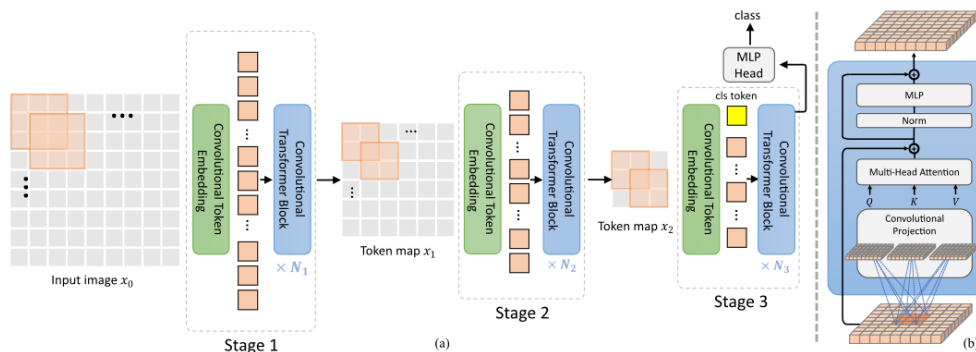 Input image x₀
Convolutional Token
Embedding
Convolutional
Transformer Block
× N₁
Stage 1
Token map x₁
Convolutional Token
Embedding
Convolutional
Transformer Block
× N₂
Stage 2
Token map x₂
class
MLP
Head
cls token
Convolutional Token
Embedding
Convolutional
Transformer Block
× N₃
Stage 3
(a)
MLP
Norm
Multi-Head Attention
Q K V
Convolutional
Projection
(b)